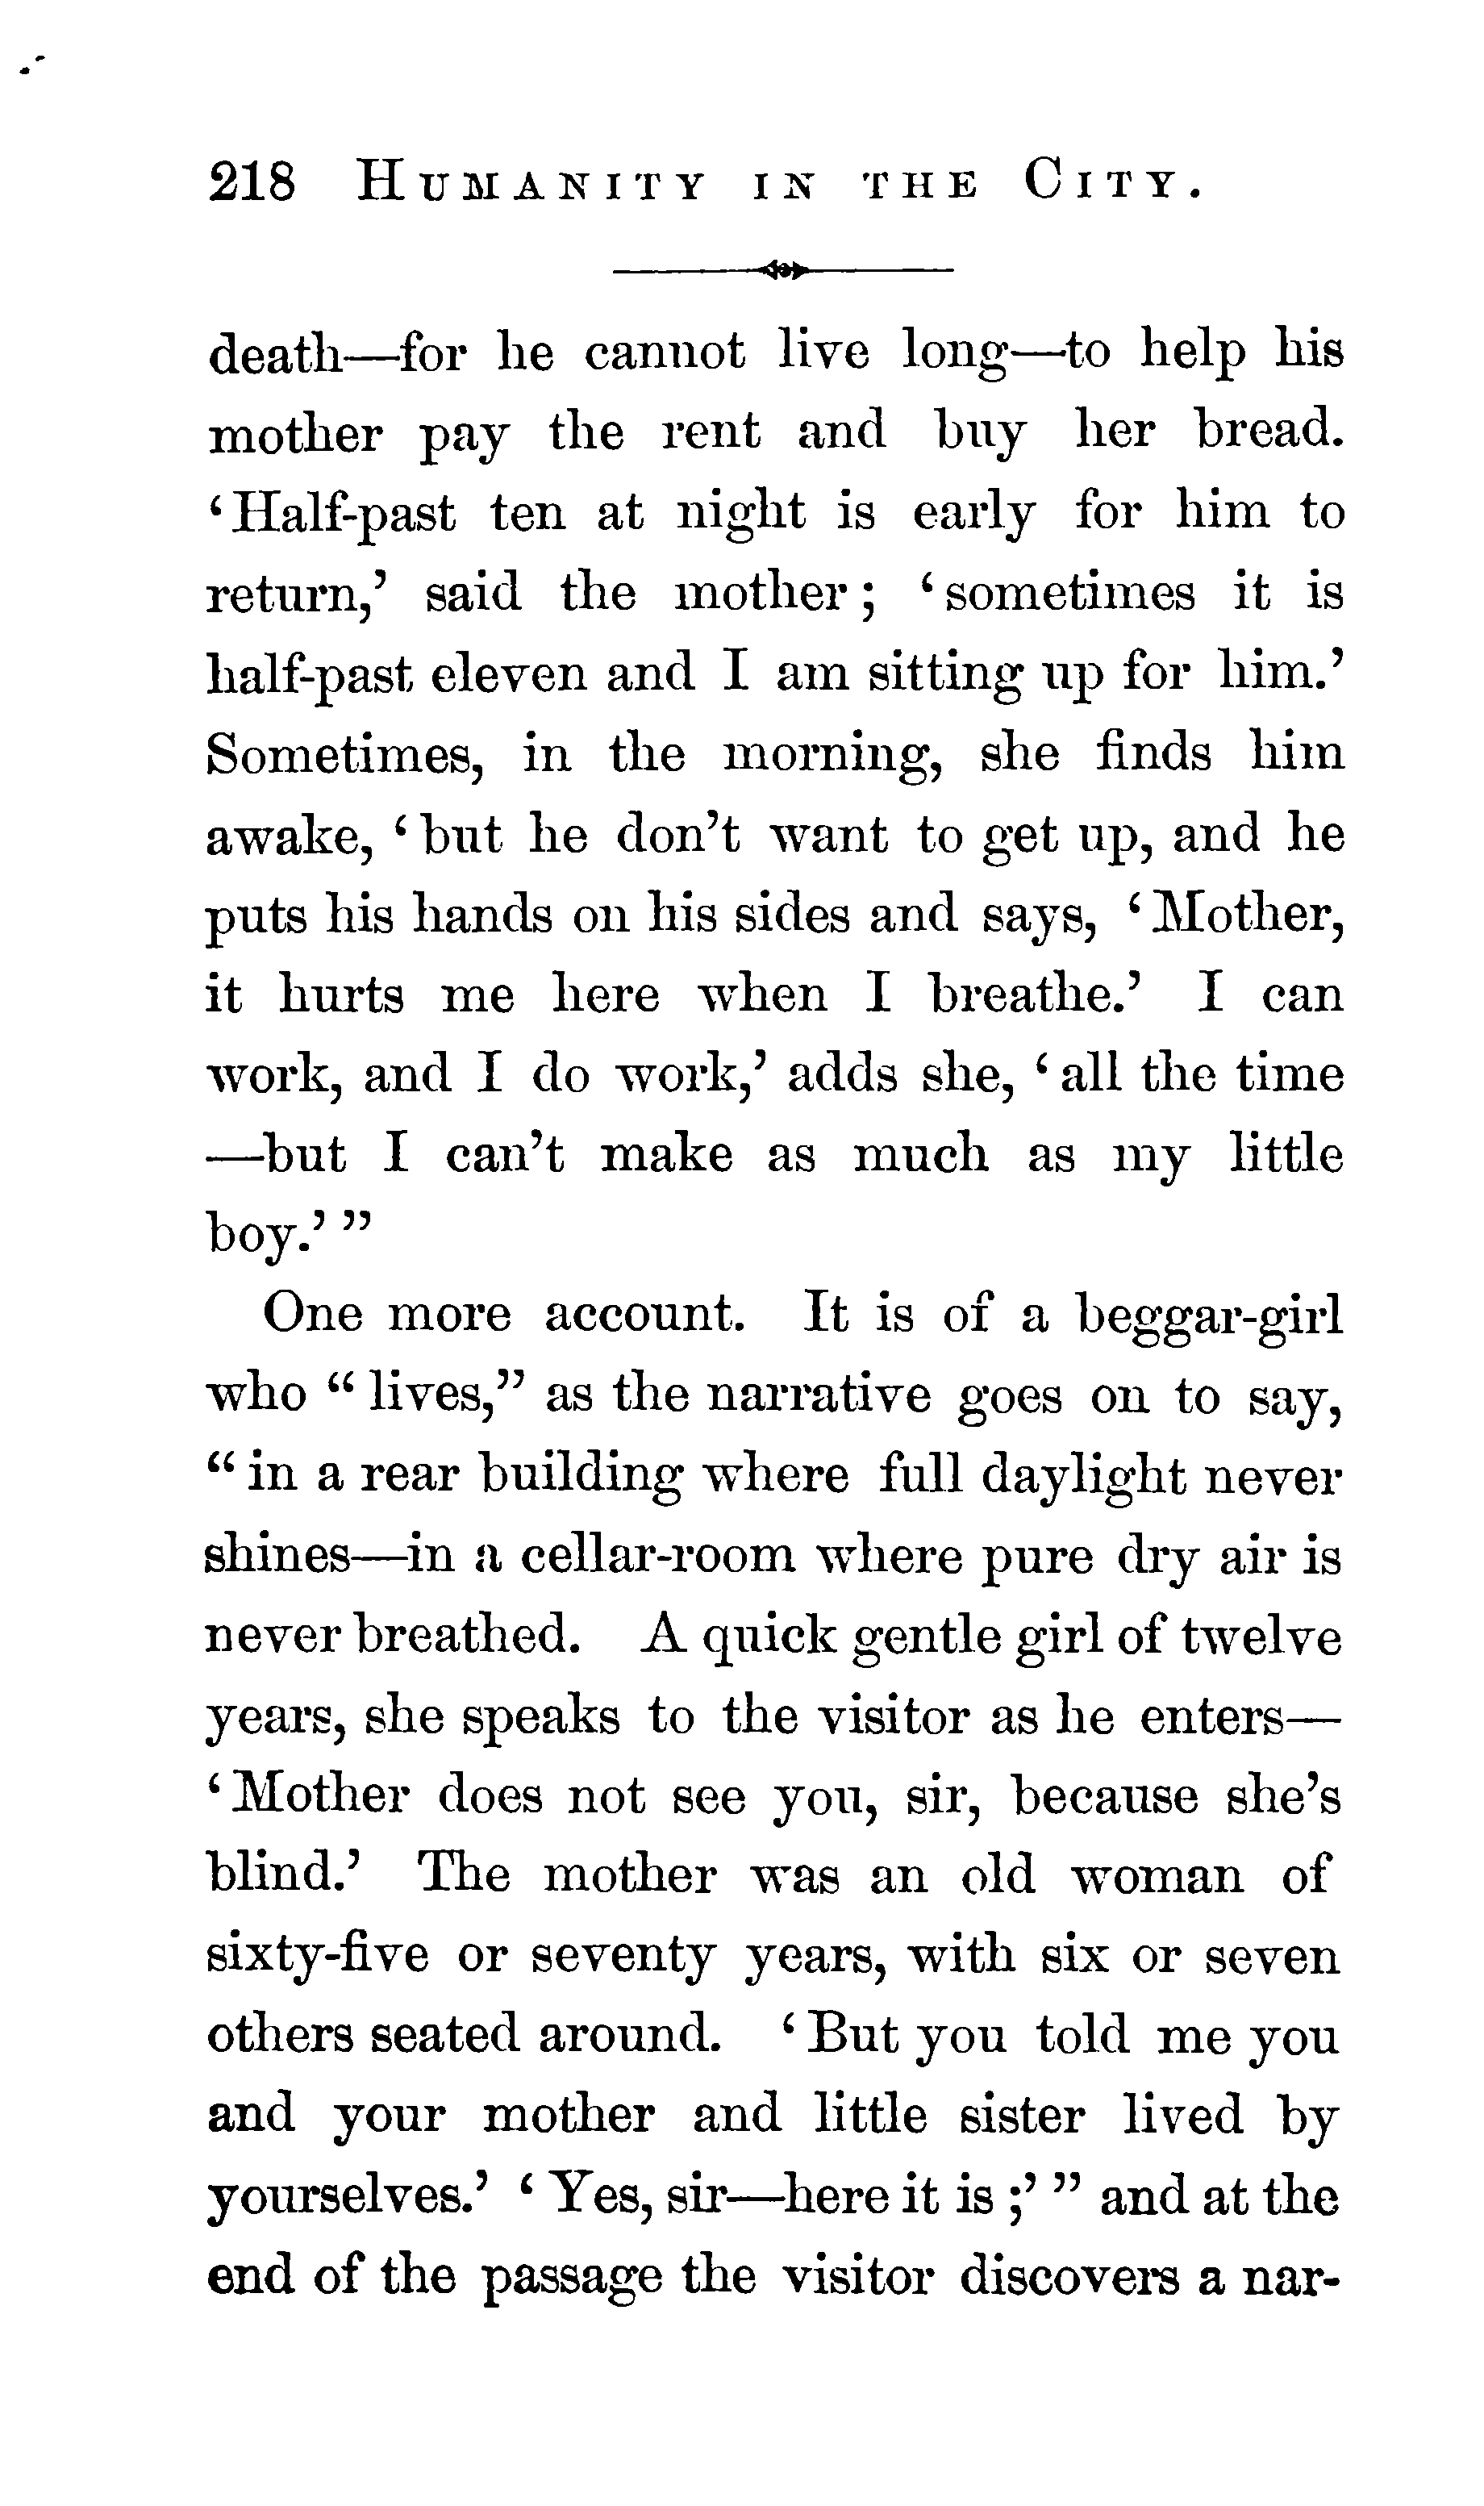 218 HUMANITY IN THE CITY.
death—for he cannot live long—to help his
mother pay the rent and buy her bread.
‘Half-past ten at night is early for him to
return,’ said the mother; ‘sometimes it is
half-past eleven and I am sitting up for him.’
Sometimes, in the morning, she finds him
awake, ‘but he don’t want to get up, and he
puts his hands on his sides and says, ‘Mother,
it hurts me here when I breathe.’ I can
work, and I do work,’ adds she, ‘all the time
—but I can’t make as much as my little
boy.’”
One more account. It is of a beggar-girl
who “lives,” as the narrative goes on to say,
“in a rear building where full daylight never
shines—in a cellar-room where pure dry air is
never breathed. A quick gentle girl of twelve
years, she speaks to the visitor as he enters—
‘Mother does not see you, sir, because she’s
blind.’ The mother was an old woman of
sixty-five or seventy years, with six or seven
others seated around. ‘But you told me you
and your mother and little sister lived by
yourselves.’ ‘Yes, sir—here it is;’” and at the
end of the passage the visitor discovers a nar-